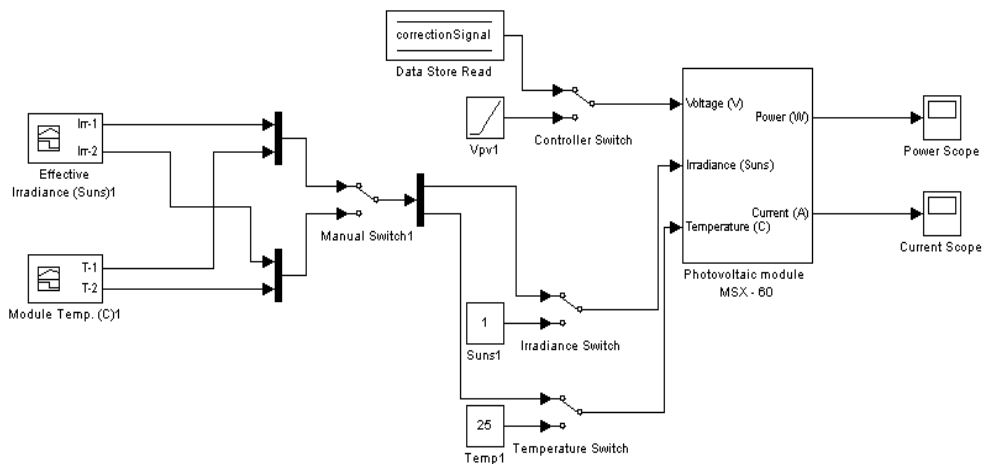 correctionSignal
Data Store Read
Vpv1
Controller Switch
Voltage (V)
Power (W)
Irradiance (Suns)
Current (A)
Temperature (C)
Photovoltaic module
MSX - 60
Power Scope
Current Scope
Irr-1
Irr-2
Effective
Irradiance (Suns)1
Manual Switch1
T-1
T-2
Module Temp. (C)1
1
Suns1
Irradiance Switch
25
Temp1
Temperature Switch